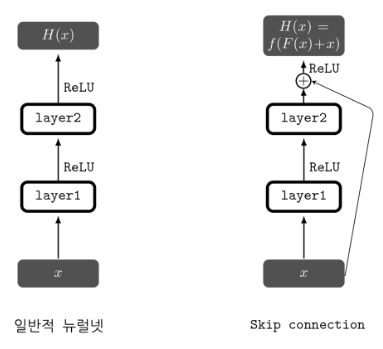 H(x)
ReLU
layer2
ReLU
layer1
x
일반적 뉴럴넷
H(x) =
f(F(x)+x)
ReLU
+
layer2
ReLU
layer1
x
Skip connection